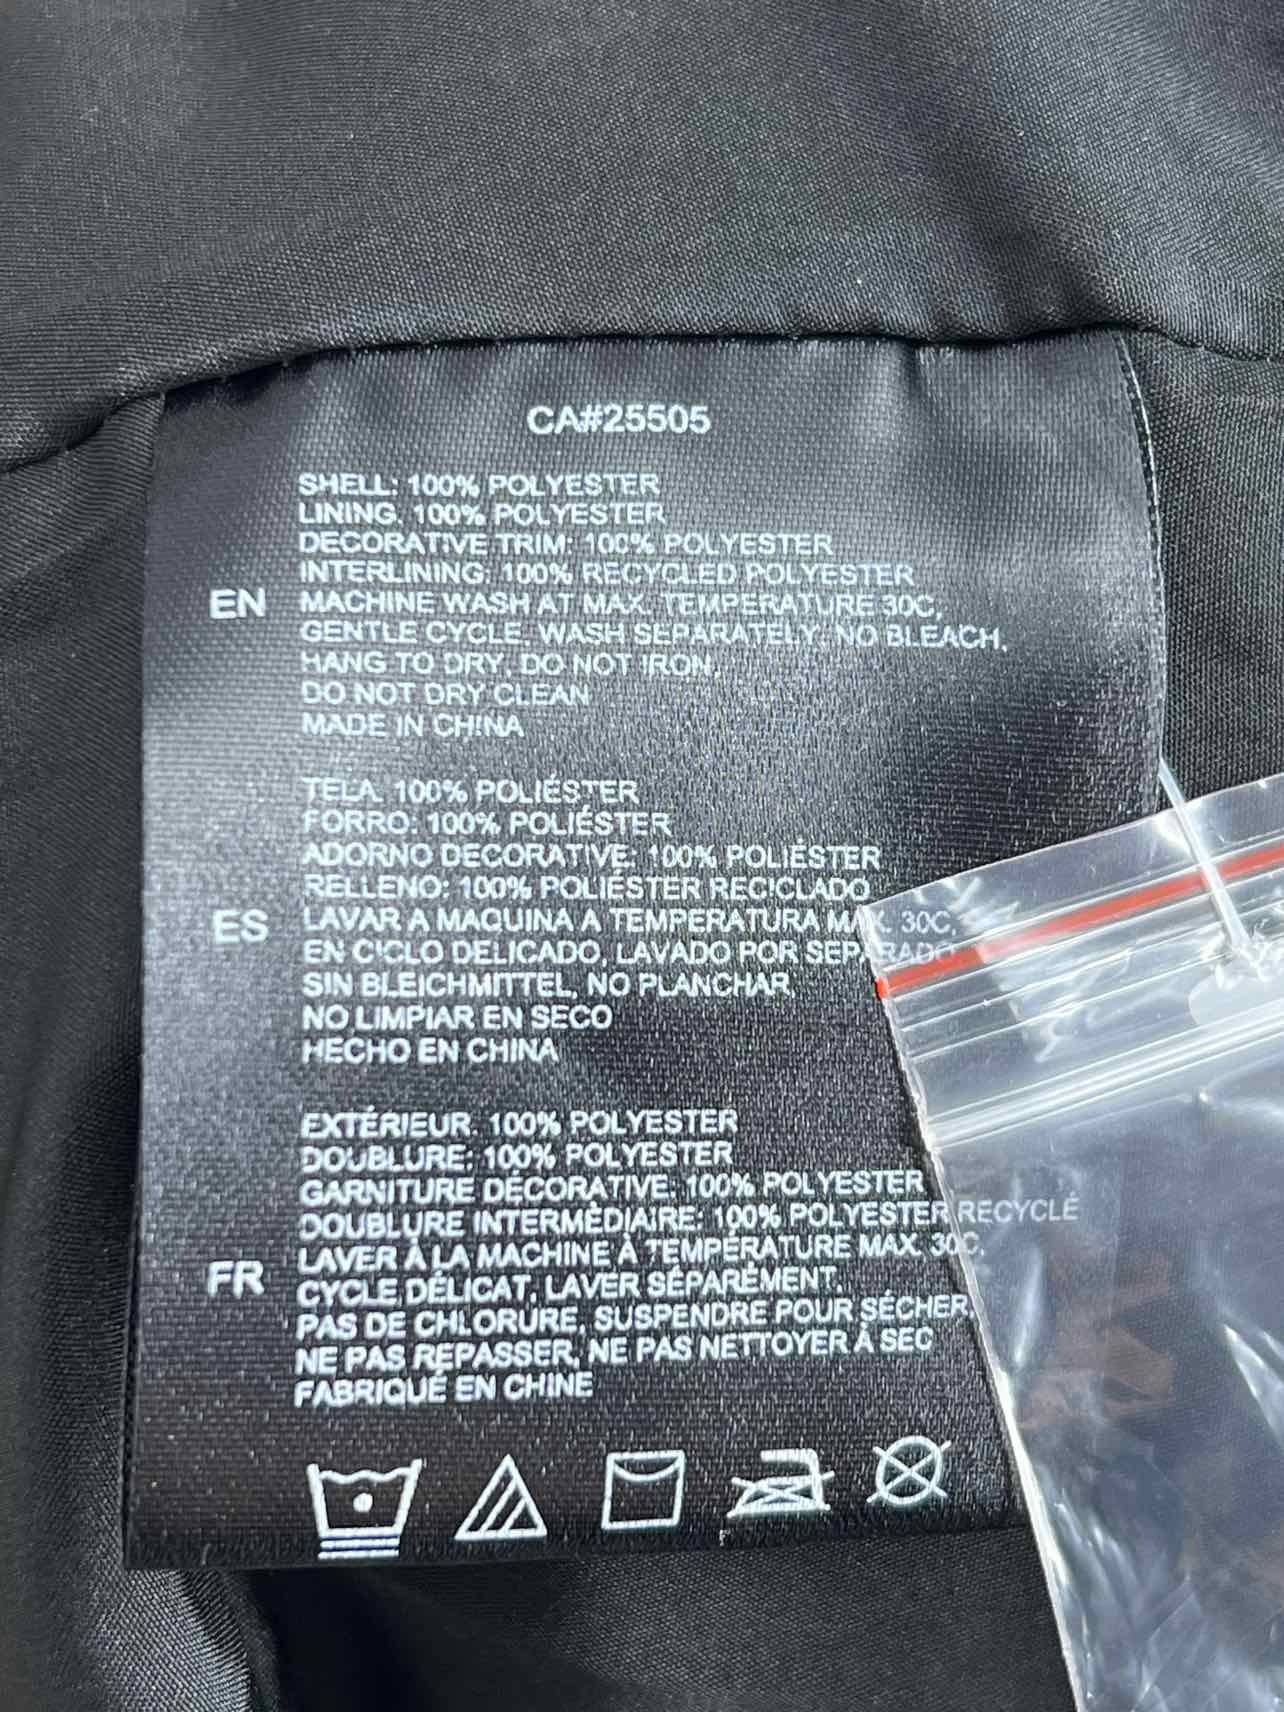 CA#25505
SHELL: 100% POLYESTER
LINING: 100% POLYESTER
DECORATIVE TRIM: 100% POLYESTER
INTERLINING: 100% RECYCLED POLYESTER
EN
MACHINE WASH AT MAX. TEMPERATURE 30C,
GENTLE CYCLE, WASH SEPARATELY, NO BLEACH,
HANG TO DRY, DO NOT IRON,
DO NOT DRY CLEAN
MADE IN CHINA
TELA: 100% POLIÉSTER
FORRO: 100% POLIÉSTER
ADORNO DECORATIVE: 100% POLIÉSTER
RELLENO: 100% POLIÉSTER RECICLADO
ES
LAVAR A MAQUINA A TEMPERATURA MAX. 30C,
EN CICLO DELICADO, LAVADO POR SEPARADO,
SIN BLEICHMITTEL, NO PLANCHAR,
NO LIMPIAR EN SECO
HECHO EN CHINA
EXTÉRIEUR: 100% POLYESTER
DOUBLURE: 100% POLYESTER
GARNITURE DÉCORATIVE: 100% POLYESTER
DOUBLURE INTERMÈDIAIRE: 100% POLYESTER RECYCLÉ
FR
LAVER À LA MACHINE À TEMPÉRATURE MAX. 30C,
CYCLE DÉLICAT, LAVER SÉPARÉMENT,
PAS DE CHLORURE, SUSPENDRE POUR SÉCHER,
NE PAS REPASSER, NE PAS NETTOYER À SEC
FABRIQUÉ EN CHINE